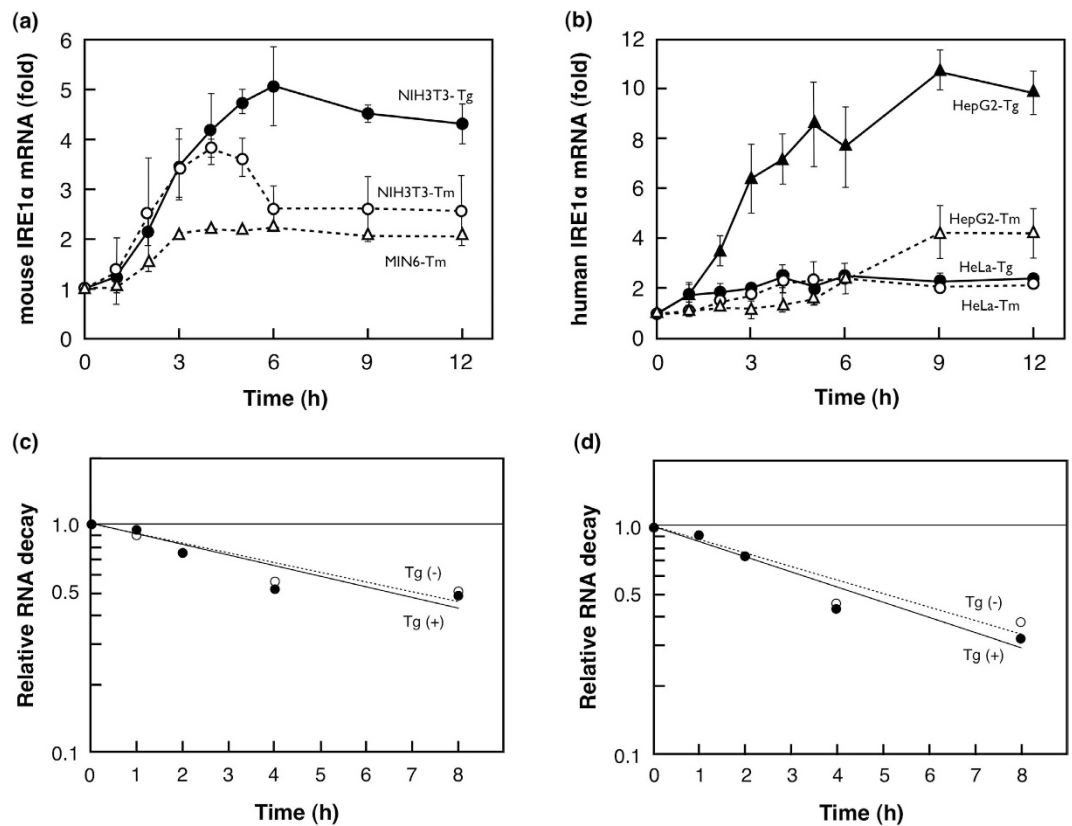 (a)
mouse IRE1α mRNA (fold)
6
5
4
3
2
1
0
0 3 6 9 12
Time (h)
NIH3T3-Tg
NIH3T3-Tm
MIN6-Tm
(b)
human IRE1α mRNA (fold)
12
10
8
6
4
2
0
0 3 6 9 12
Time (h)
HepG2-Tg
HepG2-Tm
HeLa-Tg
HeLa-Tm
(c)
Relative RNA decay
1.0
0.5
0.1
0 1 2 3 4 5 6 7 8
Time (h)
Tg (-)
Tg (+)
(d)
Relative RNA decay
1.0
0.5
0.1
0 1 2 3 4 5 6 7 8
Time (h)
Tg (-)
Tg (+)